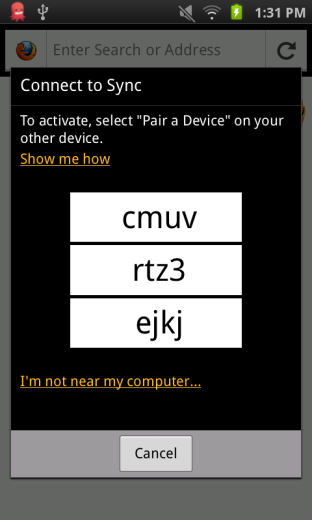 1:31 PM
Enter Search or Address
Connect to Sync
To activate, select "Pair a Device" on your
other device.
Show me how
cmuv
rtz3
ejkj
I'm not near my computer...
Cancel